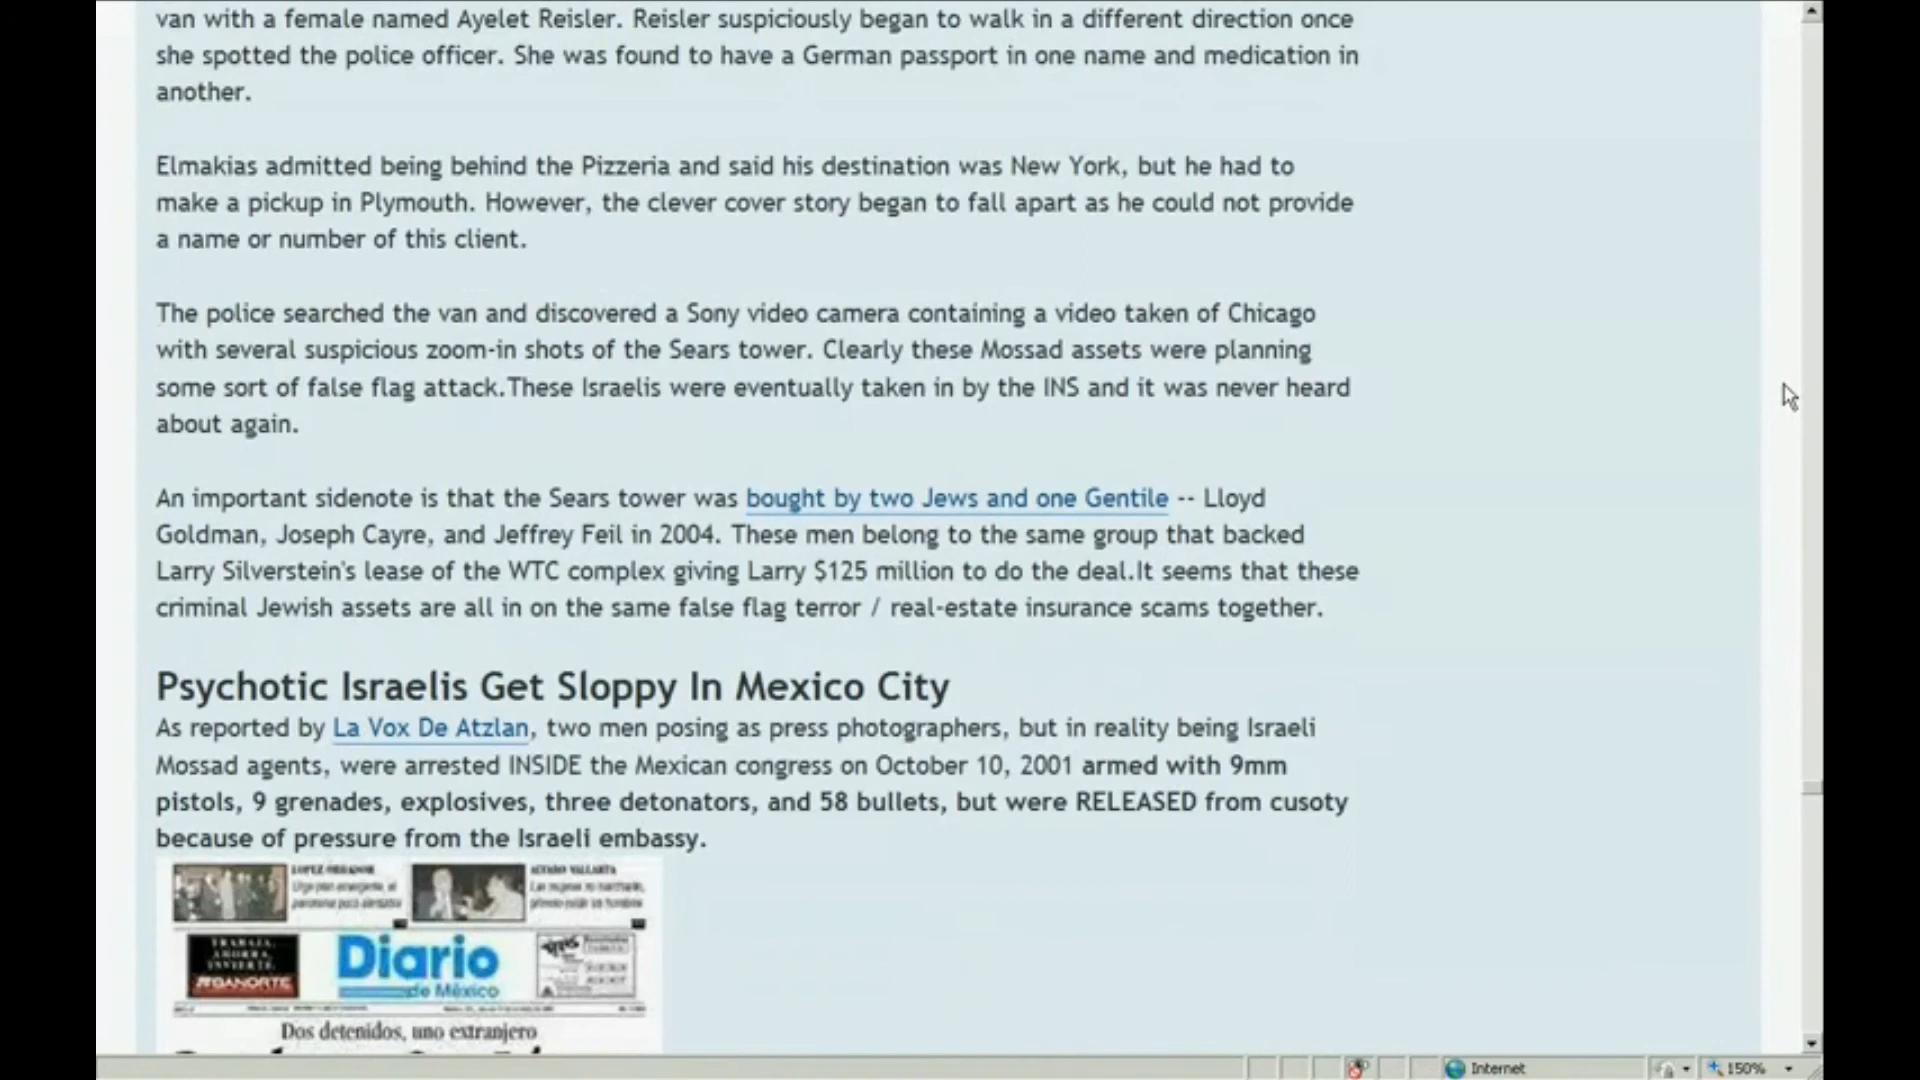 van with a female named Ayelet Reisler. Reisler suspiciously began to walk in a different direction once
she spotted the police officer. She was found to have a German passport in one name and medication in
another.
Elmakias admitted being behind the Pizzeria and said his destination was New York, but he had to
make a pickup in Plymouth. However, the clever cover story began to fall apart as he could not provide
a name or number of this client.
The police searched the van and discovered a Sony video camera containing a video taken of Chicago
with several suspicious zoom-in shots of the Sears tower. Clearly these Mossad assets were planning
some sort of false flag attack.These Israelis were eventually taken in by the INS and it was never heard
about again.
An important sidenote is that the Sears tower was bought by two Jews and one Gentile -- Lloyd
Goldman, Joseph Cayre, and Jeffrey Feil in 2004. These men belong to the same group that backed
Larry Silverstein's lease of the WTC complex giving Larry $125 million to do the deal.It seems that these
criminal Jewish assets are all in on the same false flag terror / real-estate insurance scams together.
Psychotic Israelis Get Sloppy In Mexico City
As reported by La Vox De Atzlan, two men posing as press photographers, but in reality being Israeli
Mossad agents, were arrested INSIDE the Mexican congress on October 10, 2001 armed with 9mm
pistols, 9 grenades, explosives, three detonators, and 58 bullets, but were RELEASED from cusoty
because of pressure from the Israeli embassy.
TRABAJA,
AHORRA,
INVIERTE.
BANORTE
Diario
de México
Dos detenidos, uno extranjero
Internet
150%